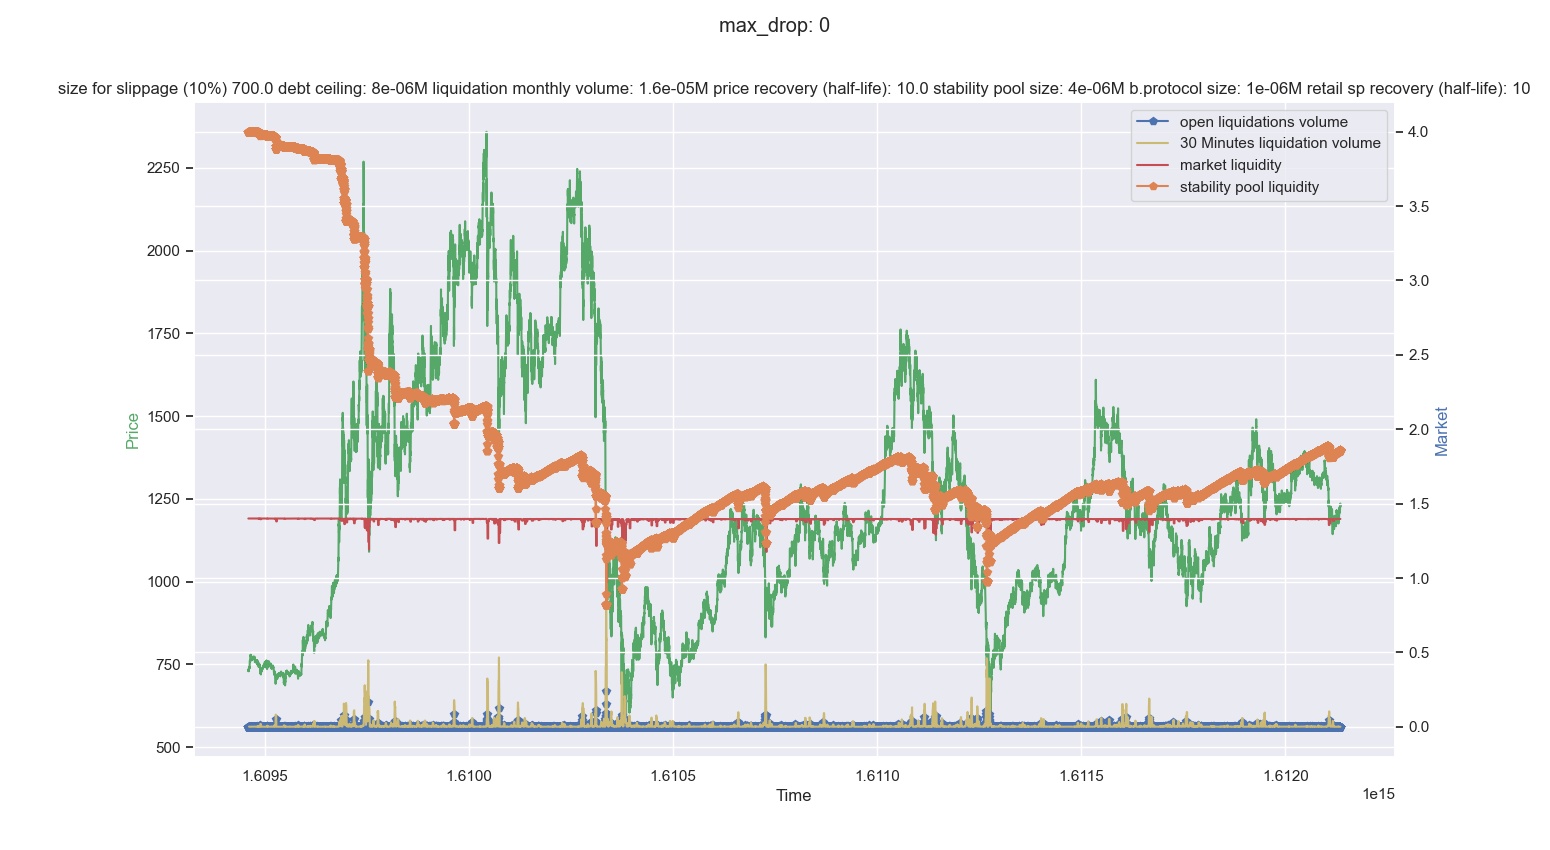 max_drop: 0
size for slippage (10%) 700.0 debt ceiling: 8e-06M liquidation monthly volume: 1.6e-05M price recovery (half-life): 10.0 stability pool size: 4e-06M b.protocol size: 1e-06M retail sp recovery (half-life): 10
open liquidations volume
30 Minutes liquidation volume
market liquidity
stability pool liquidity
2250
2000
1750
1500
1250
1000
750
500
Price
4.0
3.5
3.0
2.5
2.0
1.5
1.0
0.5
0.0
Market
1.6095 1.6100 1.6105 1.6110 1.6115 1.6120
1e15
Time